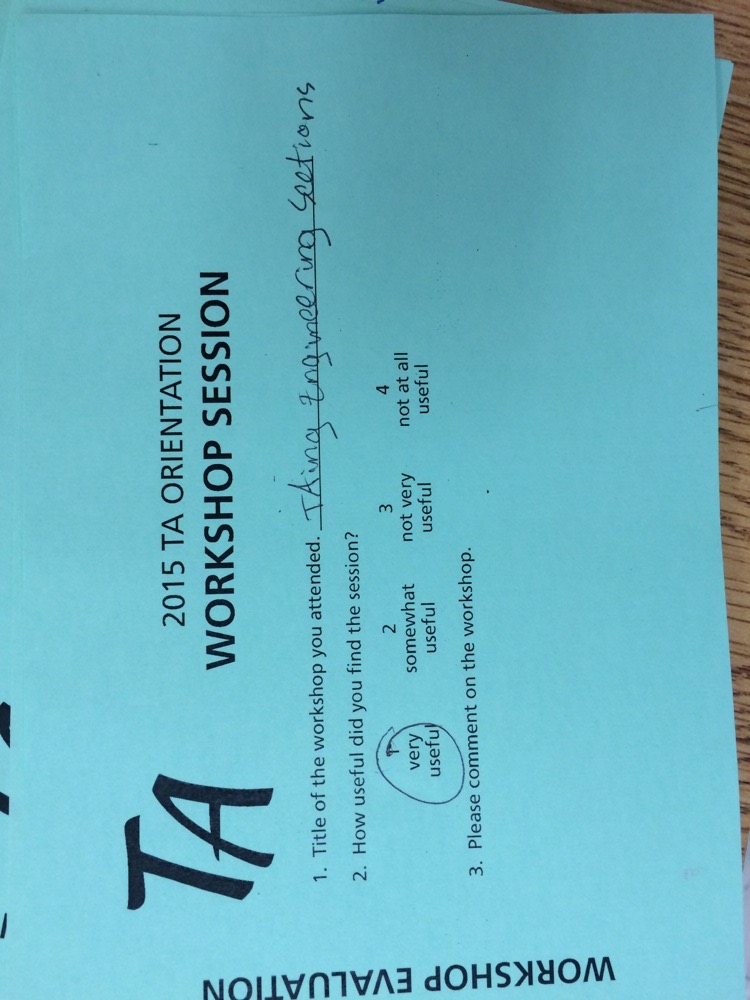 TA
2015 TA ORIENTATION
WORKSHOP SESSION
1. Title of the workshop you attended. TAing Engineering Sections
2. How useful did you find the session?
1 2 3 4
very somewhat not very not at all
useful useful useful useful
3. Please comment on the workshop.
WORKSHOP EVALUATION